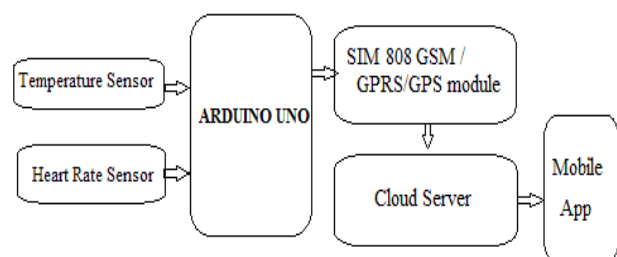 Temperature Sensor
Heart Rate Sensor
ARDUINO UNO
SIM 808 GSM /
GPRS/GPS module
Cloud Server
Mobile
App